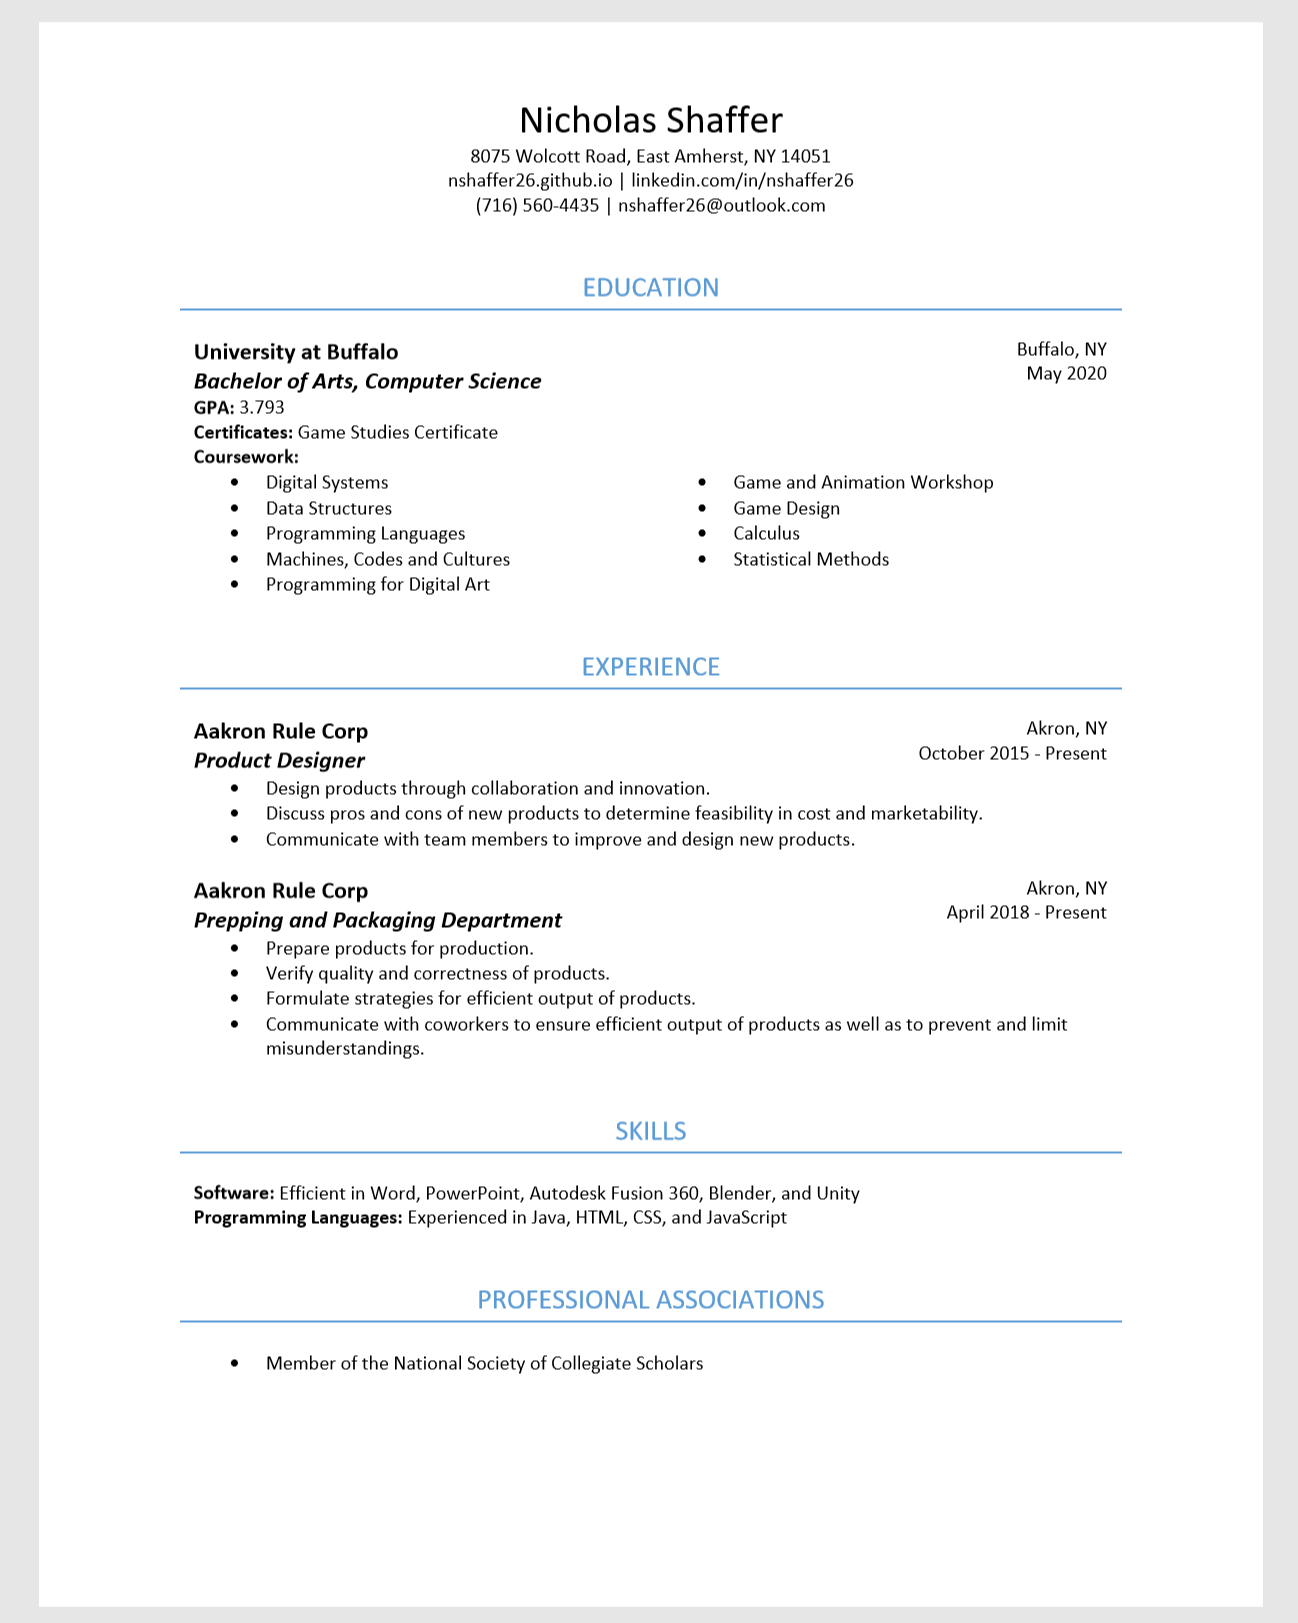 Nicholas Shaffer
8075 Wolcott Road, East Amherst, NY 14051
nshaffer26.github.io | linkedin.com/in/nshaffer26
(716) 560-4435 | nshaffer26@outlook.com
EDUCATION
University at Buffalo
Buffalo, NY
Bachelor of Arts, Computer Science
May 2020
GPA: 3.793
Certificates: Game Studies Certificate
Coursework:
• Digital Systems
• Data Structures
• Programming Languages
• Machines, Codes and Cultures
• Programming for Digital Art
• Game and Animation Workshop
• Game Design
• Calculus
• Statistical Methods
EXPERIENCE
Aakron Rule Corp
Akron, NY
Product Designer
October 2015 - Present
• Design products through collaboration and innovation.
• Discuss pros and cons of new products to determine feasibility in cost and marketability.
• Communicate with team members to improve and design new products.
Aakron Rule Corp
Akron, NY
Prepping and Packaging Department
April 2018 - Present
• Prepare products for production.
• Verify quality and correctness of products.
• Formulate strategies for efficient output of products.
• Communicate with coworkers to ensure efficient output of products as well as to prevent and limit
misunderstandings.
SKILLS
Software: Efficient in Word, PowerPoint, Autodesk Fusion 360, Blender, and Unity
Programming Languages: Experienced in Java, HTML, CSS, and JavaScript
PROFESSIONAL ASSOCIATIONS
• Member of the National Society of Collegiate Scholars